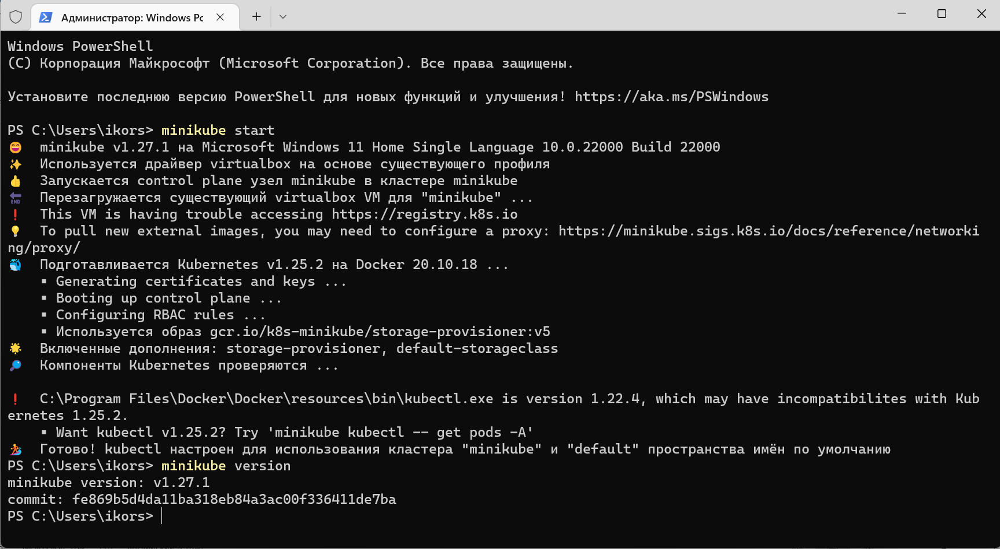 Администратор: Windows Pc
Windows PowerShell
(C) Корпорация Майкрософт (Microsoft Corporation). Все права защищены.
Установите последнюю версию PowerShell для новых функций и улучшения! https://aka.ms/PSWindows
PS C:\Users\ikors> minikube start
😄  minikube v1.27.1 на Microsoft Windows 11 Home Single Language 10.0.22000 Build 22000
✨  Используется драйвер virtualbox на основе существующего профиля
👍  Запускается control plane узел minikube в кластере minikube
🔚  Перезагружается существующий virtualbox VM для "minikube" ...
❗  This VM is having trouble accessing https://registry.k8s.io
💡  To pull new external images, you may need to configure a proxy: https://minikube.sigs.k8s.io/docs/reference/networki
ng/proxy/
🐳  Подготавливается Kubernetes v1.25.2 на Docker 20.10.18 ...
▪ Generating certificates and keys ...
▪ Booting up control plane ...
▪ Configuring RBAC rules ...
▪ Используется образ gcr.io/k8s-minikube/storage-provisioner:v5
🌟  Включенные дополнения: storage-provisioner, default-storageclass
🔎  Компоненты Kubernetes проверяются ...
❗  C:\Program Files\Docker\Docker\resources\bin\kubectl.exe is version 1.22.4, which may have incompatibilites with Kub
ernetes 1.25.2.
▪ Want kubectl v1.25.2? Try 'minikube kubectl -- get pods -A'
🏄  Готово! kubectl настроен для использования кластера "minikube" и "default" пространства имён по умолчанию
PS C:\Users\ikors> minikube version
minikube version: v1.27.1
commit: fe869b5d4da11ba318eb84a3ac00f336411de7ba
PS C:\Users\ikors>